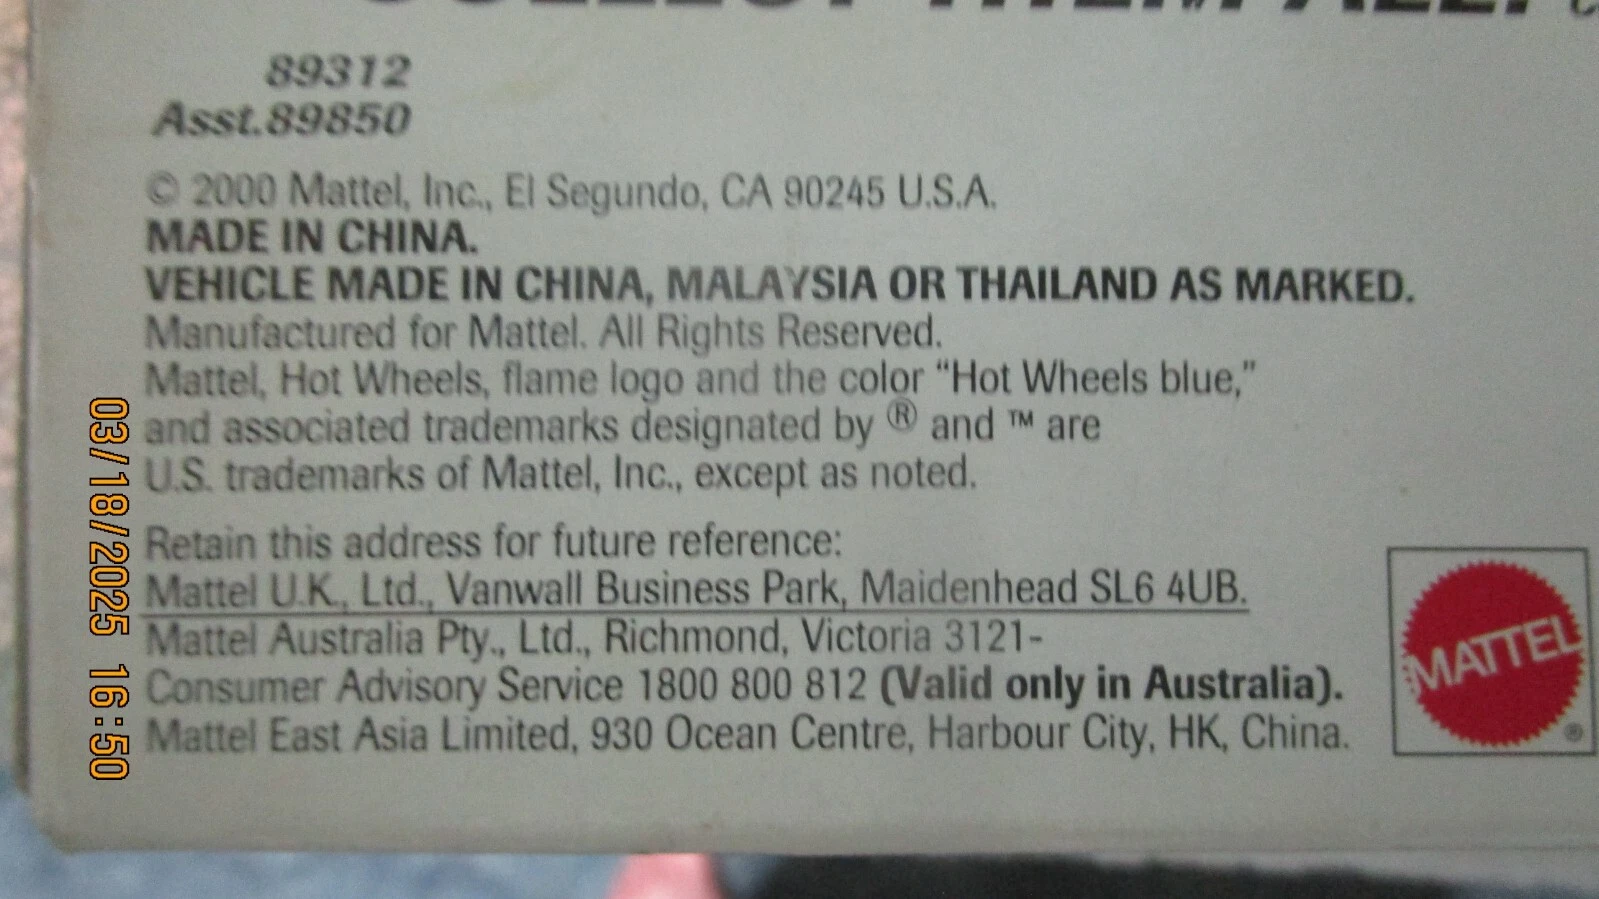 COLLECT THEM ALL!
89312
Asst.89850
© 2000 Mattel, Inc., El Segundo, CA 90245 U.S.A.
MADE IN CHINA.
VEHICLE MADE IN CHINA, MALAYSIA OR THAILAND AS MARKED.
Manufactured for Mattel. All Rights Reserved.
Mattel, Hot Wheels, flame logo and the color “Hot Wheels blue,”
and associated trademarks designated by ® and ™ are
U.S. trademarks of Mattel, Inc., except as noted.
Retain this address for future reference:
Mattel U.K., Ltd., Vanwall Business Park, Maidenhead SL6 4UB.
Mattel Australia Pty., Ltd., Richmond, Victoria 3121-
Consumer Advisory Service 1800 800 812 (Valid only in Australia).
Mattel East Asia Limited, 930 Ocean Centre, Harbour City, HK, China.
MATTEL
®
03/18/2025 16:50